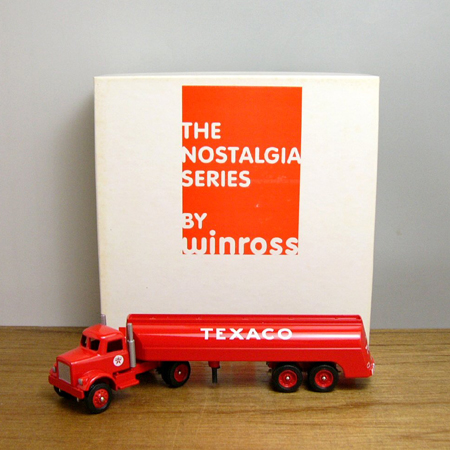 THE
NOSTALGIA
SERIES
BY
winross
TEXACO